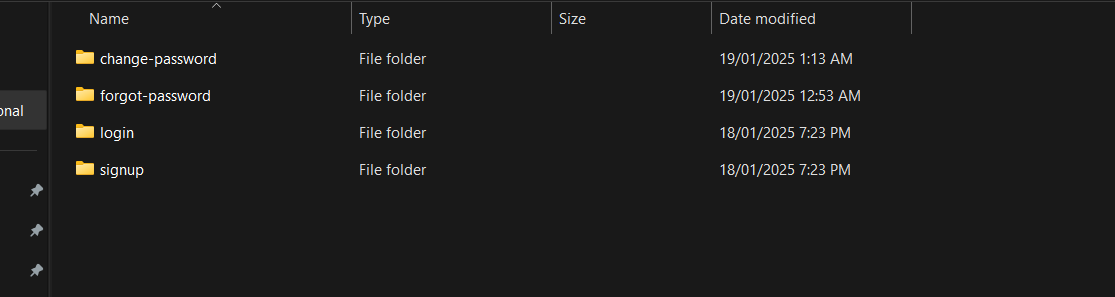 Name Type Size Date modified
change-password File folder 19/01/2025 1:13 AM
forgot-password File folder 19/01/2025 12:53 AM
onal
login File folder 18/01/2025 7:23 PM
signup File folder 18/01/2025 7:23 PM